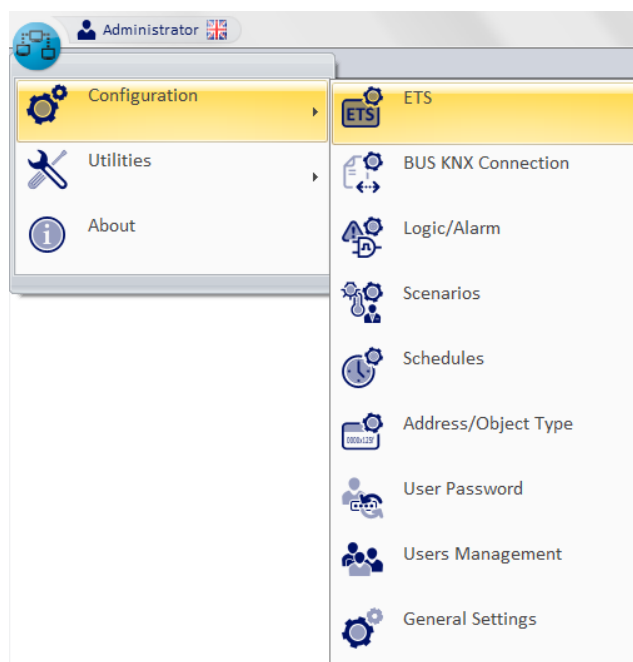 Administrator
Configuration
Utilities
About
ETS
ETS
BUS KNX Connection
Logic/Alarm
Scenarios
Schedules
Address/Object Type
User Password
Users Management
General Settings